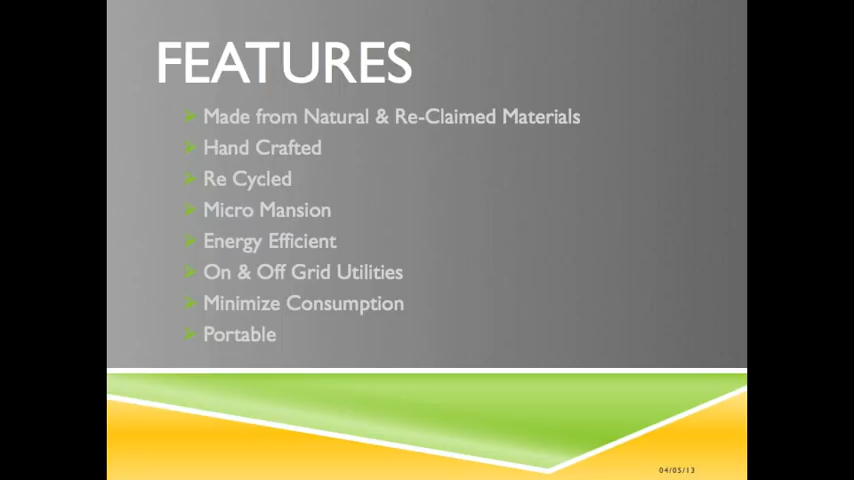 FEATURES
Made from Natural & Re-Claimed Materials
Hand Crafted
Re Cycled
Micro Mansion
Energy Efficient
On & Off Grid Utilities
Minimize Consumption
Portable
04/05/13